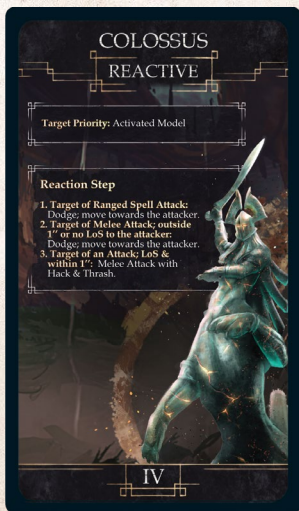 COLOSSUS
REACTIVE
Target Priority: Activated Model
Reaction Step
1. Target of Ranged Spell Attack:
Dodge; move towards the attacker.
2. Target of Melee Attack; outside
1" or no LoS to the attacker:
Dodge; move towards the attacker.
3. Target of an Attack; LoS &
within 1": Melee Attack with
Hack & Thrash.
IV